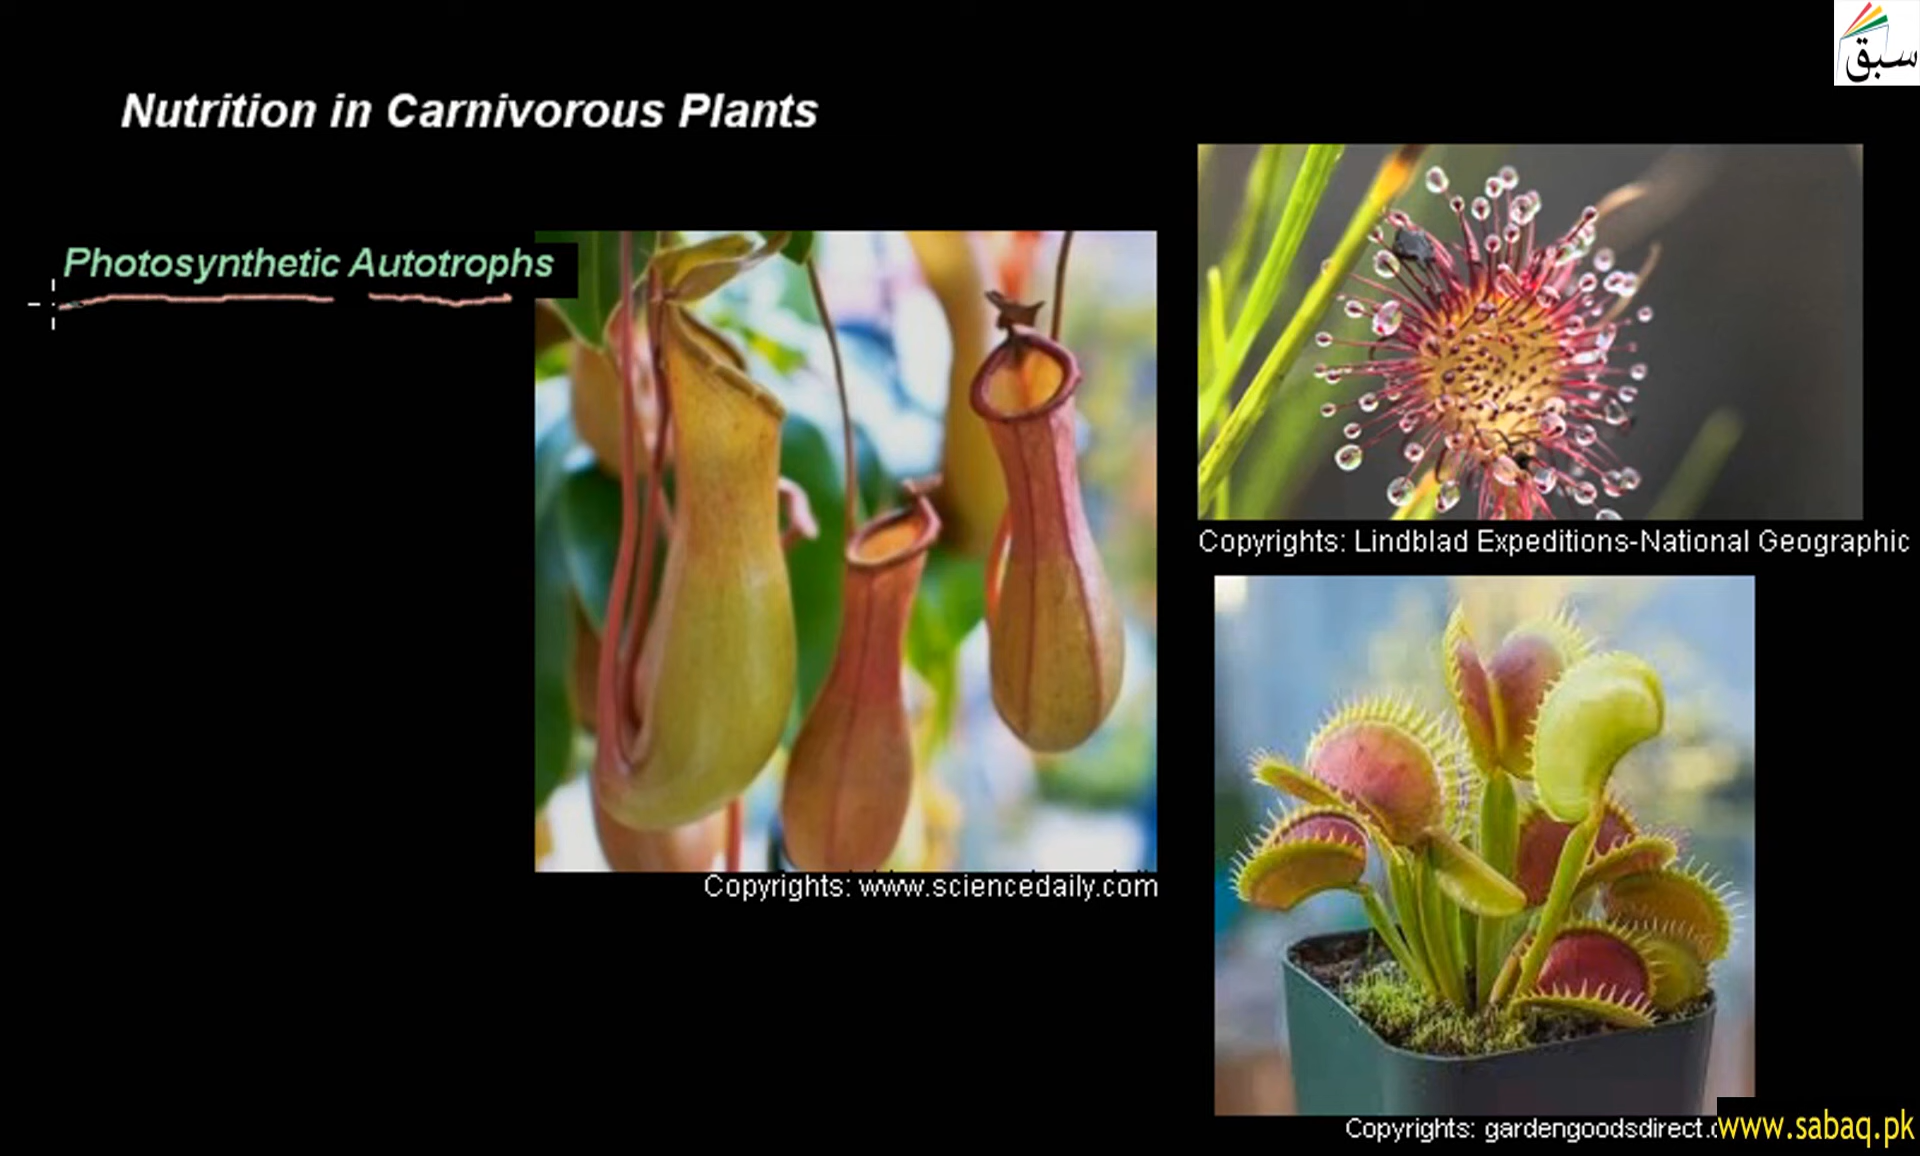 سبق
Nutrition in Carnivorous Plants
Photosynthetic Autotrophs
Copyrights: Lindblad Expeditions-National Geographic
Copyrights: www.sciencedaily.com
Copyrights: gardengoodsdirect.
www.sabaq.pk